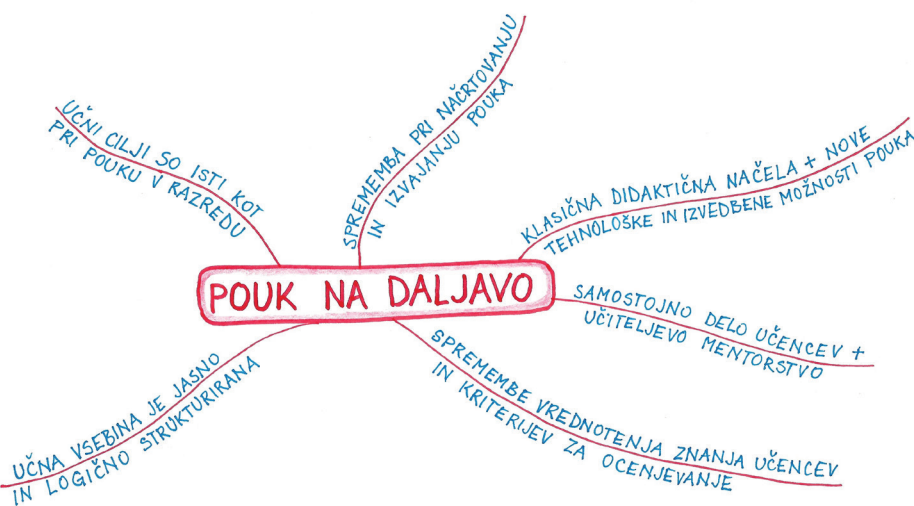 UČNI CILJI SO ISTI KOT
PRI POUKU V RAZREDU
SPREMEMBA PRI NAČRTOVANJU
IN IZVAJANJU POUKA
KLASIČNA DIDAKTIČNA NAČELA + NOVE
TEHNOLOŠKE IN IZVEDBENE MOŽNOSTI POUKA
POUK NA DALJAVO
SAMOSTOJNO DELO UČENCEV +
UČITELJEVO MENTORSTVO
SPREMEMBE VREDNOTENJA ZNANJA UČENCEV
IN KRITERIJEV ZA OCENJEVANJE
UČNA VSEBINA JE JASNO
IN LOGIČNO STRUKTURIRANA